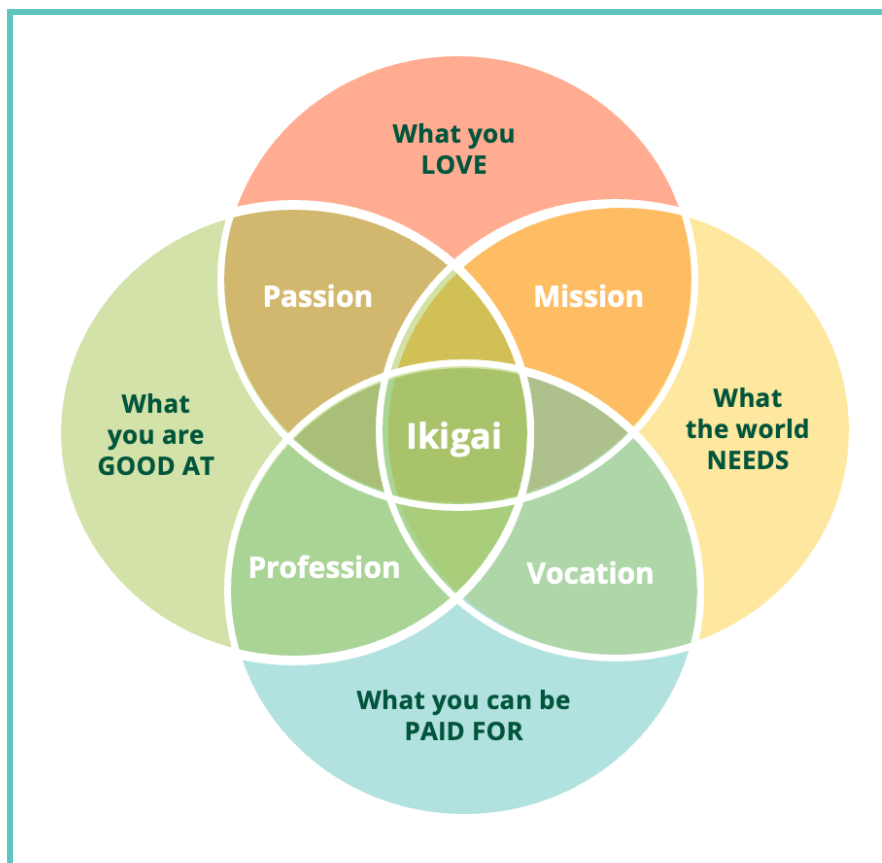 What you
LOVE
Passion
Mission
What
you are
GOOD AT
Ikigai
What
the world
NEEDS
Profession
Vocation
What you can be
PAID FOR